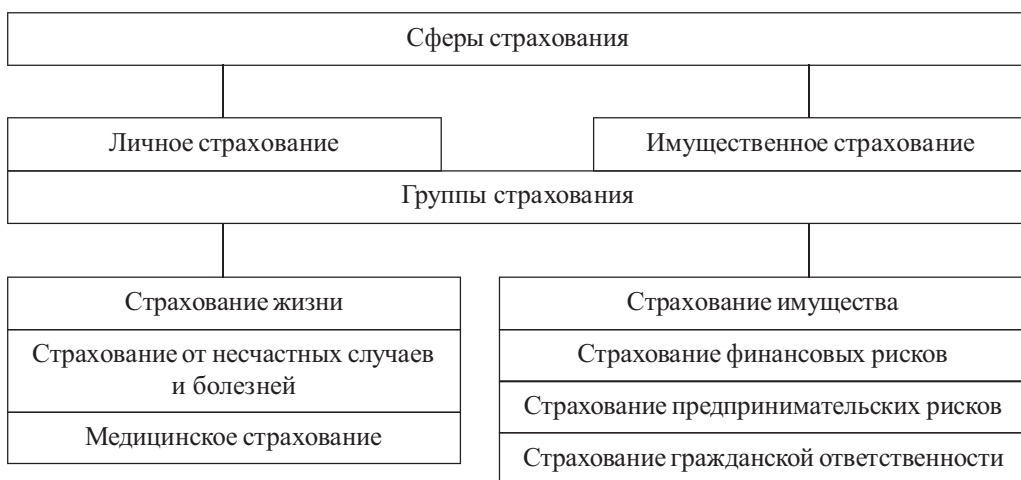 Сферы страхования
Личное страхование
Имущественное страхование
Группы страхования
Страхование жизни
Страхование от несчастных случаев
и болезней
Медицинское страхование
Страхование имущества
Страхование финансовых рисков
Страхование предпринимательских рисков
Страхование гражданской ответственности